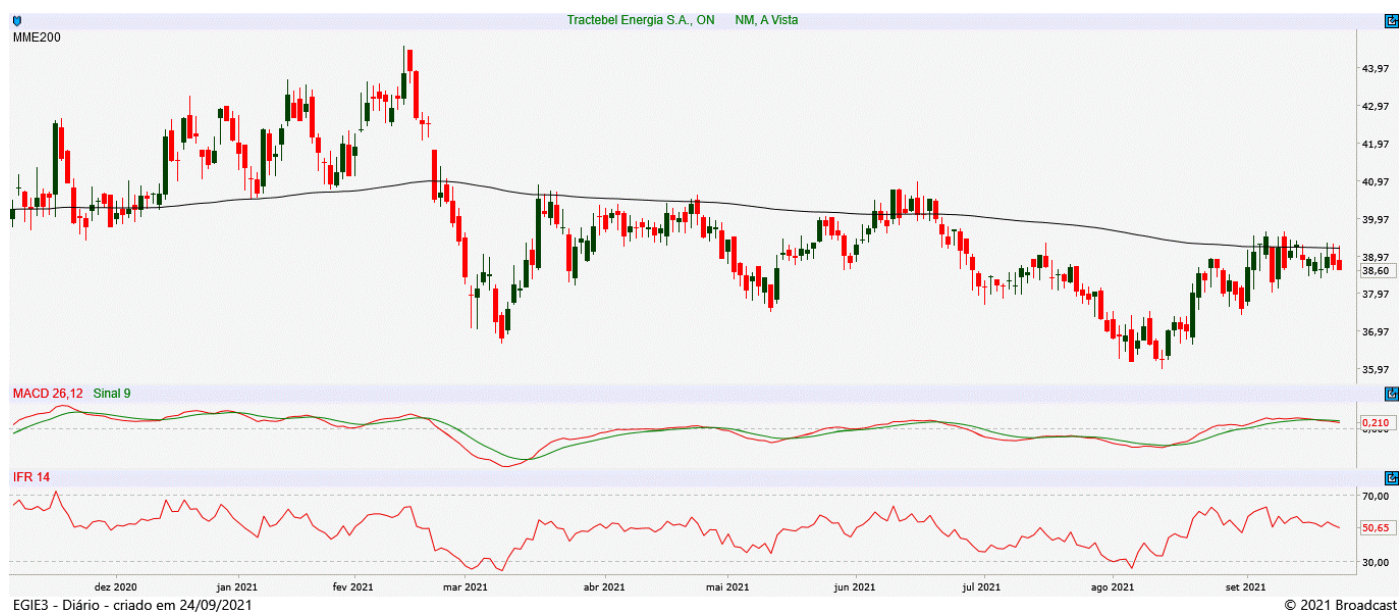 Tractebel Energia S.A., ON NM, A Vista
MME200
43,97
42,97
41,97
40,97
39,97
38,97
38,60
37,97
36,97
35,97
MACD 26,12 Sinal 9
0,210
IFR 14
70,00
50,65
30,00
dez 2020 jan 2021 fev 2021 mar 2021 abr 2021 mai 2021 jun 2021 jul 2021 ago 2021 set 2021
EGIE3 - Diário - criado em 24/09/2021 © 2021 Broadcast